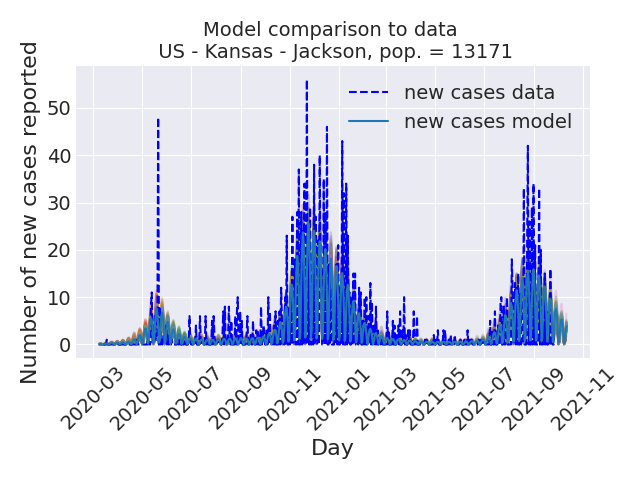 Model comparison to data
US - Kansas - Jackson, pop. = 13171
Number of new cases reported
50
40
30
20
10
0
new cases data
new cases model
2020-03
2020-05
2020-07
2020-09
2020-11
2021-01
2021-03
2021-05
2021-07
2021-09
2021-11
Day